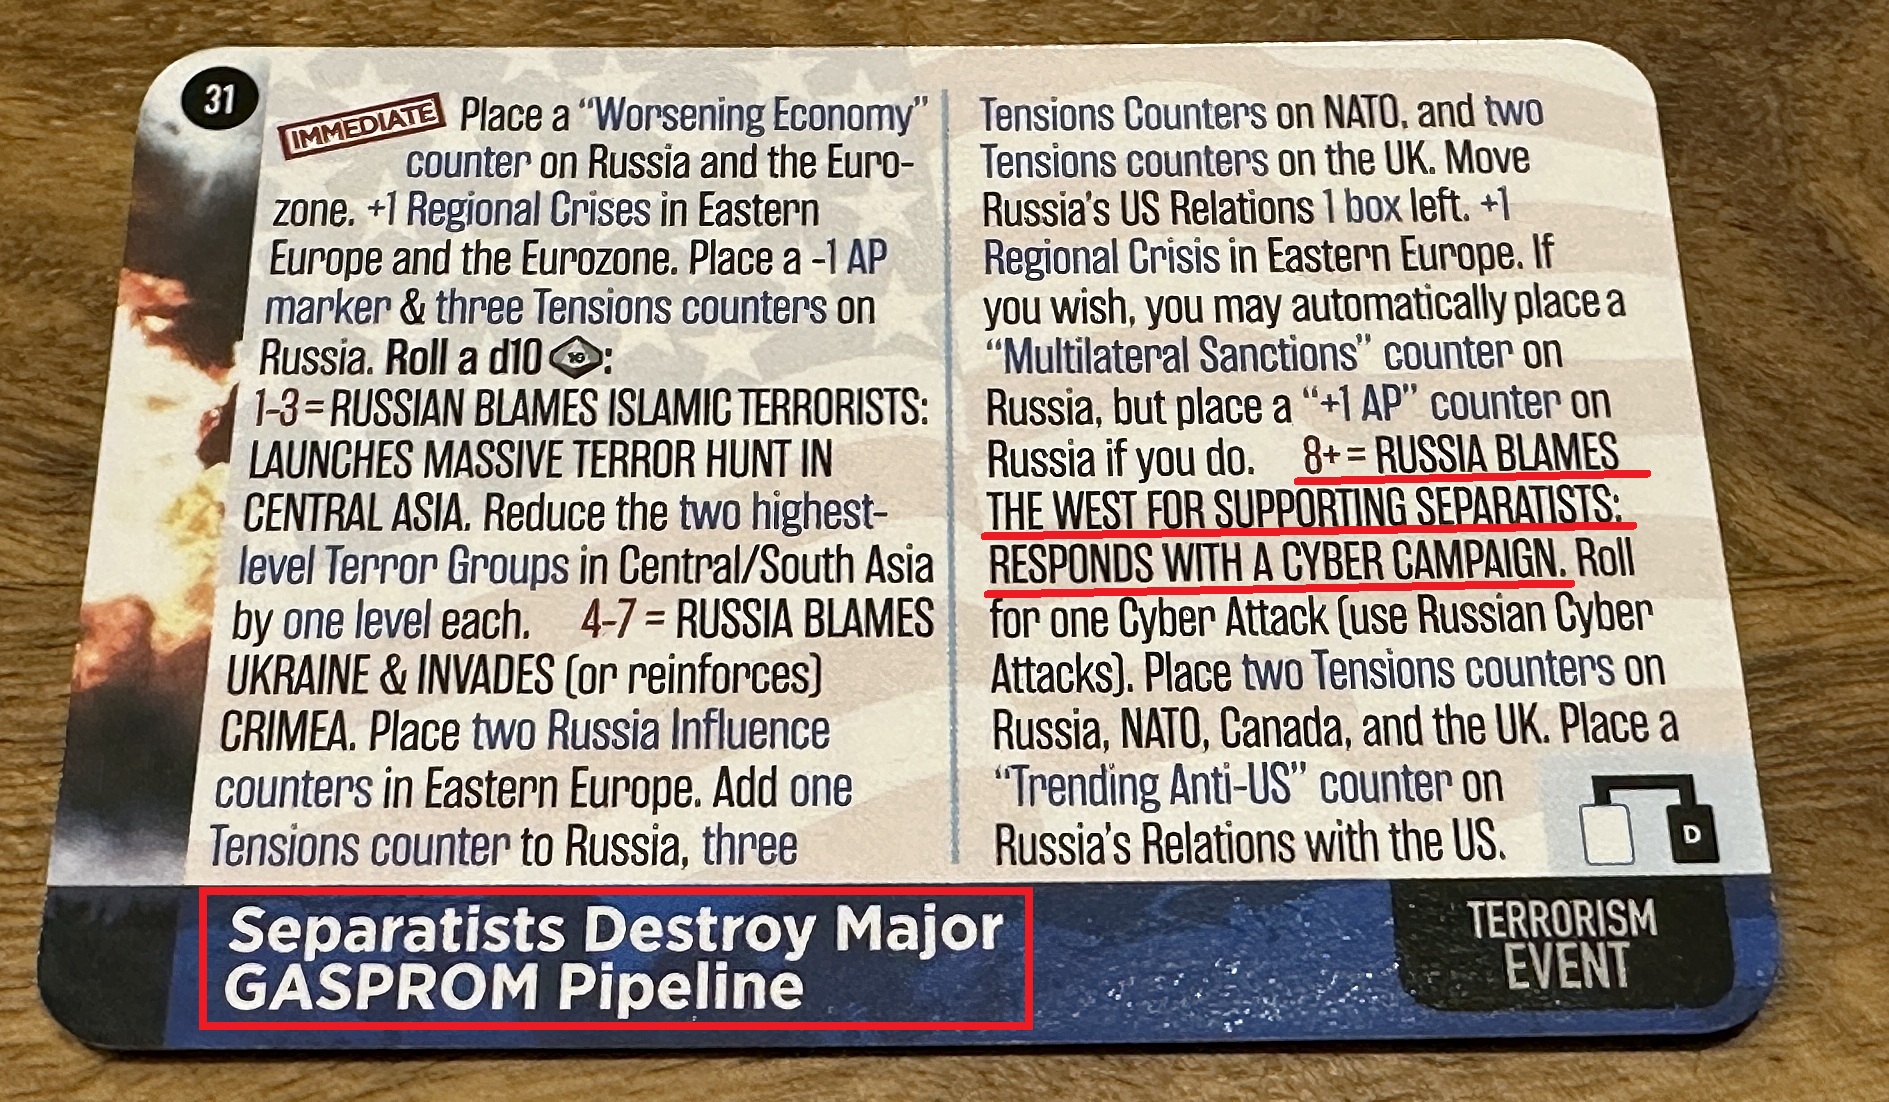 31
IMMEDIATE Place a “Worsening Economy”
counter on Russia and the Euro-
zone. +1 Regional Crises in Eastern
Europe and the Eurozone. Place a -1 AP
marker & three Tensions counters on
Russia. Roll a d10 10:
1-3 = RUSSIAN BLAMES ISLAMIC TERRORISTS:
LAUNCHES MASSIVE TERROR HUNT IN
CENTRAL ASIA. Reduce the two highest-
level Terror Groups in Central/South Asia
by one level each. 4-7 = RUSSIA BLAMES
UKRAINE & INVADES (or reinforces)
CRIMEA. Place two Russia Influence
counters in Eastern Europe. Add one
Tensions counter to Russia, three
Tensions Counters on NATO, and two
Tensions counters on the UK. Move
Russia’s US Relations 1 box left. +1
Regional Crisis in Eastern Europe. If
you wish, you may automatically place a
“Multilateral Sanctions” counter on
Russia, but place a “+1 AP” counter on
Russia if you do. 8+ = RUSSIA BLAMES
THE WEST FOR SUPPORTING SEPARATISTS:
RESPONDS WITH A CYBER CAMPAIGN. Roll
for one Cyber Attack (use Russian Cyber
Attacks). Place two Tensions counters on
Russia, NATO, Canada, and the UK. Place a
“Trending Anti-US” counter on
Russia’s Relations with the US.
D
Separatists Destroy Major
GASPROM Pipeline
TERRORISM
EVENT